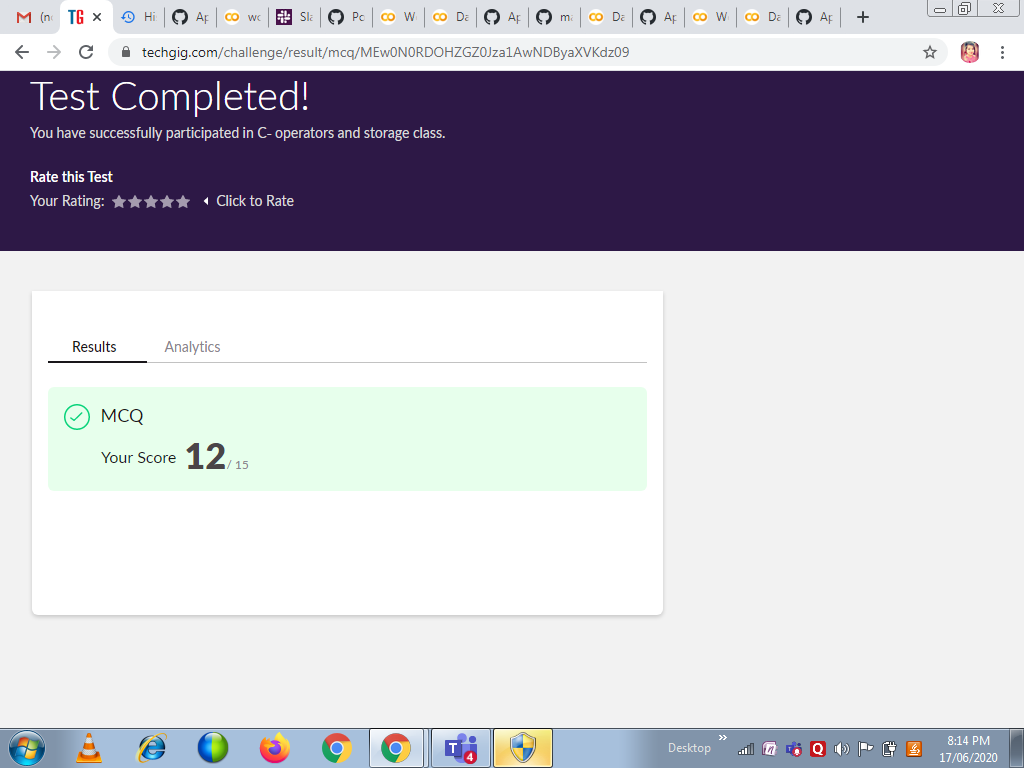 (n
TG
Hi
Ap
wc
Sla
Pc
W
Da
Ap
m
Da
Ap
W
Da
Ap
techgig.com/challenge/result/mcq/MEw0N0RDOHZGZ0Jza1AwNDByaXVKdz09
Test Completed!
You have successfully participated in C- operators and storage class.
Rate this Test
Your Rating:
Click to Rate
Results
Analytics
MCQ
Your Score 12/ 15
T
4
Desktop
Q
8:14 PM
17/06/2020